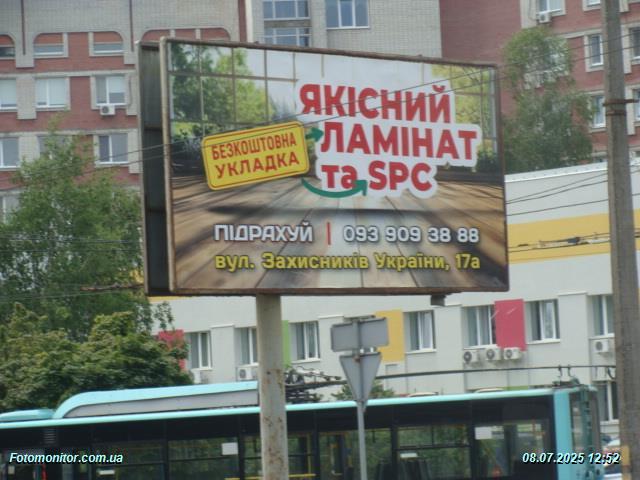 ЯКІСНИЙ
ЛАМІНАТ
та SPC
БЕЗКОШТОВНА
УКЛАДКА
ПІДРАХУЙ | 093 909 38 88
вул. Захисників України, 17а
Fotomonitor.com.ua
08.07.2025 12:52